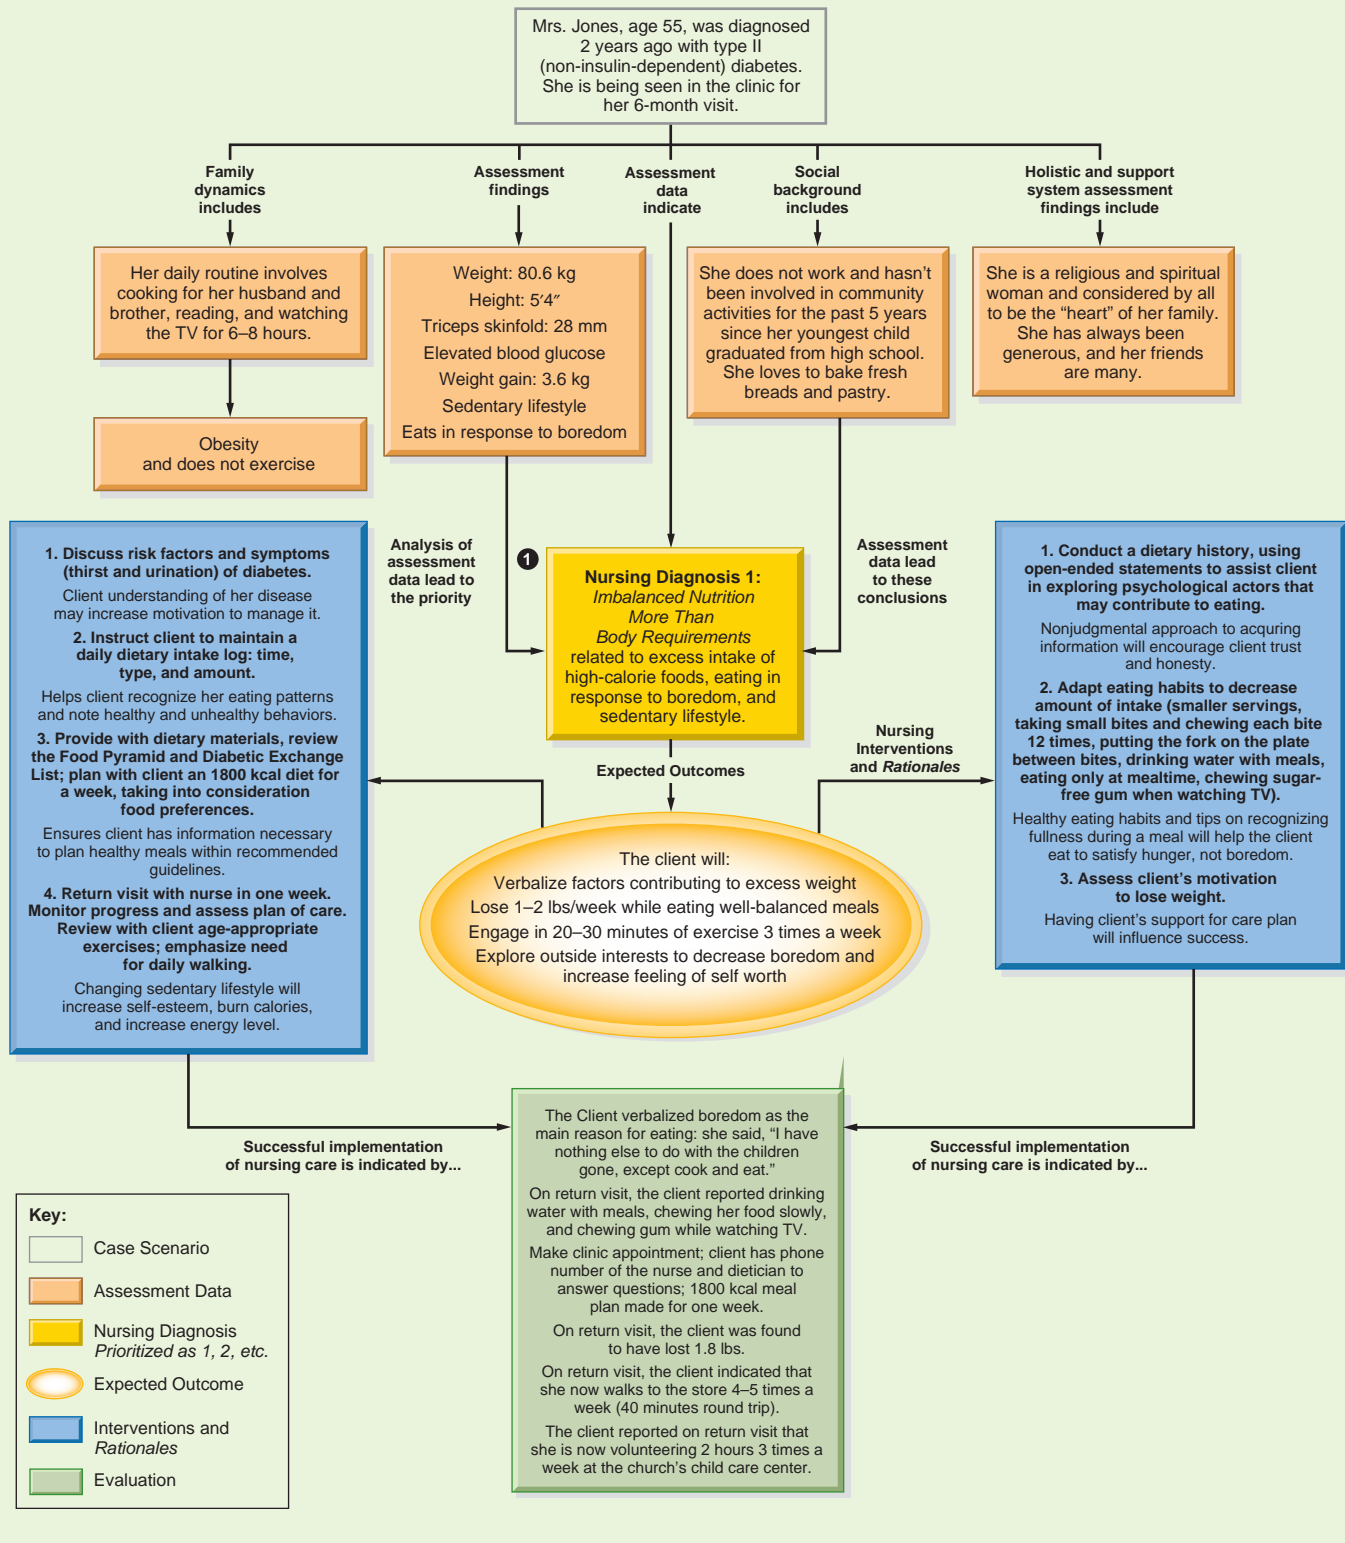 Mrs. Jones, age 55, was diagnosed
2 years ago with type II
(non-insulin-dependent) diabetes.
She is being seen in the clinic for
her 6-month visit.
Family
dynamics
includes
Assessment
findings
Assessment
data
indicate
Social
background
includes
Holistic and support
system assessment
findings include
Her daily routine involves
cooking for her husband and
brother, reading, and watching
the TV for 6–8 hours.
Weight: 80.6 kg
Height: 5′4″
Triceps skinfold: 28 mm
Elevated blood glucose
Weight gain: 3.6 kg
Sedentary lifestyle
Eats in response to boredom
She does not work and hasn’t
been involved in community
activities for the past 5 years
since her youngest child
graduated from high school.
She loves to bake fresh
breads and pastry.
She is a religious and spiritual
woman and considered by all
to be the “heart” of her family.
She has always been
generous, and her friends
are many.
Obesity
and does not exercise
1. Discuss risk factors and symptoms
(thirst and urination) of diabetes.
Client understanding of her disease
may increase motivation to manage it.
2. Instruct client to maintain a
daily dietary intake log: time,
type, and amount.
Helps client recognize her eating patterns
and note healthy and unhealthy behaviors.
3. Provide with dietary materials, review
the Food Pyramid and Diabetic Exchange
List; plan with client an 1800 kcal diet for
a week, taking into consideration
food preferences.
Ensures client has information necessary
to plan healthy meals within recommended
guidelines.
4. Return visit with nurse in one week.
Monitor progress and assess plan of care.
Review with client age-appropriate
exercises; emphasize need
for daily walking.
Changing sedentary lifestyle will
increase self-esteem, burn calories,
and increase energy level.
Analysis of
assessment
data lead to
the priority
1
Nursing Diagnosis 1:
Imbalanced Nutrition
More Than
Body Requirements
related to excess intake of
high-calorie foods, eating in
response to boredom, and
sedentary lifestyle.
Assessment
data lead
to these
conclusions
1. Conduct a dietary history, using
open-ended statements to assist client
in exploring psychological actors that
may contribute to eating.
Nonjudgmental approach to acquring
information will encourage client trust
and honesty.
2. Adapt eating habits to decrease
amount of intake (smaller servings,
taking small bites and chewing each bite
12 times, putting the fork on the plate
between bites, drinking water with meals,
eating only at mealtime, chewing sugar-
free gum when watching TV).
Healthy eating habits and tips on recognizing
fullness during a meal will help the client
eat to satisfy hunger, not boredom.
3. Assess client’s motivation
to lose weight.
Having client’s support for care plan
will influence success.
Expected Outcomes
Nursing
Interventions
and Rationales
The client will:
Verbalize factors contributing to excess weight
Lose 1–2 lbs/week while eating well-balanced meals
Engage in 20–30 minutes of exercise 3 times a week
Explore outside interests to decrease boredom and
increase feeling of self worth
Successful implementation
of nursing care is indicated by...
The Client verbalized boredom as the
main reason for eating: she said, “I have
nothing else to do with the children
gone, except cook and eat.”
On return visit, the client reported drinking
water with meals, chewing her food slowly,
and chewing gum while watching TV.
Make clinic appointment; client has phone
number of the nurse and dietician to
answer questions; 1800 kcal meal
plan made for one week.
On return visit, the client was found
to have lost 1.8 lbs.
On return visit, the client indicated that
she now walks to the store 4–5 times a
week (40 minutes round trip).
The client reported on return visit that
she is now volunteering 2 hours 3 times a
week at the church’s child care center.
Successful implementation
of nursing care is indicated by...
Key:
Case Scenario
Assessment Data
Nursing Diagnosis
Prioritized as 1, 2, etc.
Expected Outcome
Interventions and
Rationales
Evaluation